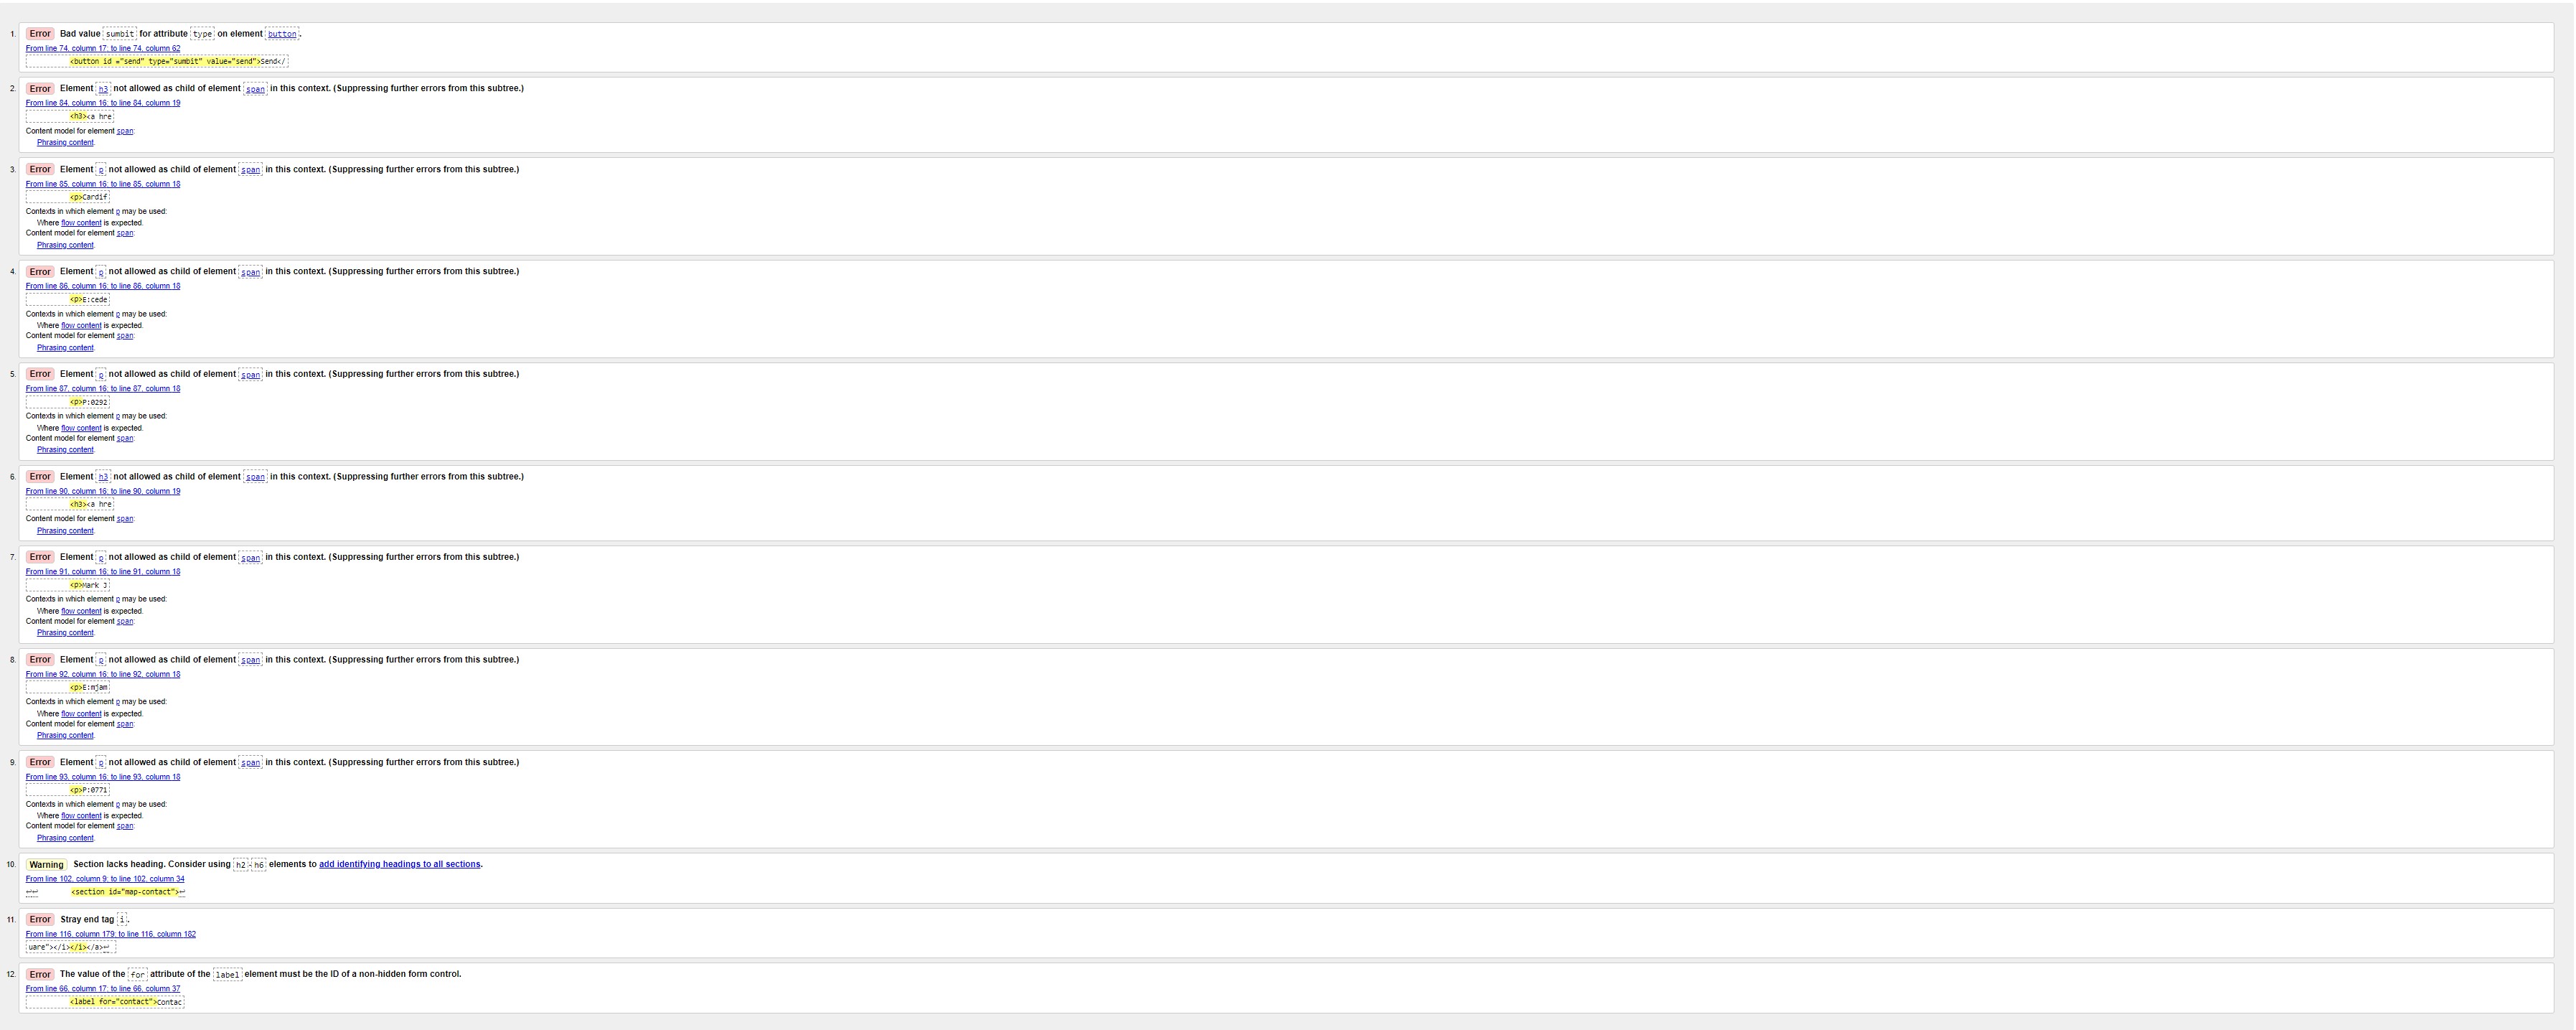 1. Error Bad value sumbit for attribute type on element button.
From line 74, column 17; to line 74, column 62
<button id ="send" type="sumbit" value="send">Send</
2. Error Element h3 not allowed as child of element span in this context. (Suppressing further errors from this subtree.)
From line 84, column 16; to line 84, column 19
<h3><a hre
Content model for element span:
Phrasing content.
3. Error Element p not allowed as child of element span in this context. (Suppressing further errors from this subtree.)
From line 85, column 16; to line 85, column 18
<p>Cardif
Contexts in which element p may be used:
Where flow content is expected.
Content model for element span:
Phrasing content.
4. Error Element p not allowed as child of element span in this context. (Suppressing further errors from this subtree.)
From line 86, column 16; to line 86, column 18
<p>E:cede
Contexts in which element p may be used:
Where flow content is expected.
Content model for element span:
Phrasing content.
5. Error Element p not allowed as child of element span in this context. (Suppressing further errors from this subtree.)
From line 87, column 16; to line 87, column 18
<p>P:0292
Contexts in which element p may be used:
Where flow content is expected.
Content model for element span:
Phrasing content.
6. Error Element h3 not allowed as child of element span in this context. (Suppressing further errors from this subtree.)
From line 90, column 16; to line 90, column 19
<h3><a hre
Content model for element span:
Phrasing content.
7. Error Element p not allowed as child of element span in this context. (Suppressing further errors from this subtree.)
From line 91, column 16; to line 91, column 18
<p>Mark J
Contexts in which element p may be used:
Where flow content is expected.
Content model for element span:
Phrasing content.
8. Error Element p not allowed as child of element span in this context. (Suppressing further errors from this subtree.)
From line 92, column 16; to line 92, column 18
<p>E:mjam
Contexts in which element p may be used:
Where flow content is expected.
Content model for element span:
Phrasing content.
9. Error Element p not allowed as child of element span in this context. (Suppressing further errors from this subtree.)
From line 93, column 16; to line 93, column 18
<p>P:0771
Contexts in which element p may be used:
Where flow content is expected.
Content model for element span:
Phrasing content.
10. Warning Section lacks heading. Consider using h2-h6 elements to add identifying headings to all sections.
From line 102, column 9; to line 102, column 34
↩↩ <section id="map-contact">↩
11. Error Stray end tag i.
From line 116, column 179; to line 116, column 182
uare"></i></i></a>↩
12. Error The value of the for attribute of the label element must be the ID of a non-hidden form control.
From line 66, column 17; to line 66, column 37
<label for="contact">Contac